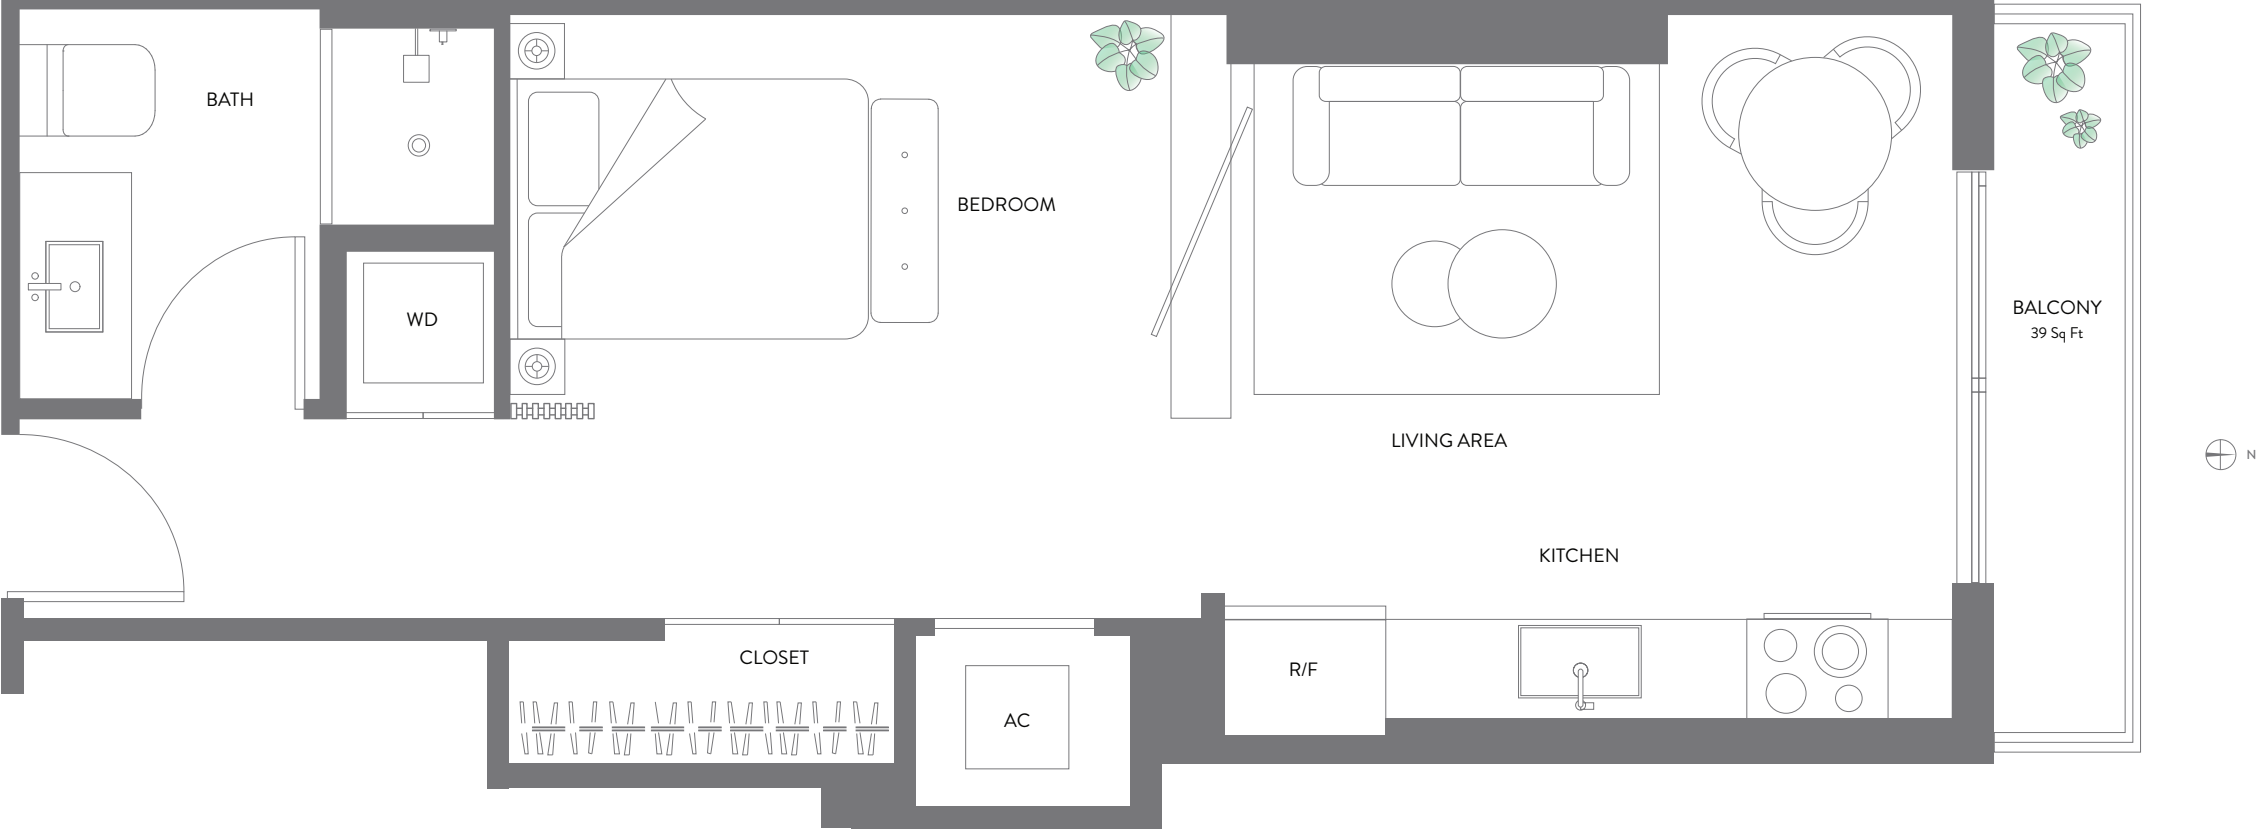 BATH
BEDROOM
WD
BALCONY
39 Sq Ft
LIVING AREA
N
KITCHEN
CLOSET
R/F
AC